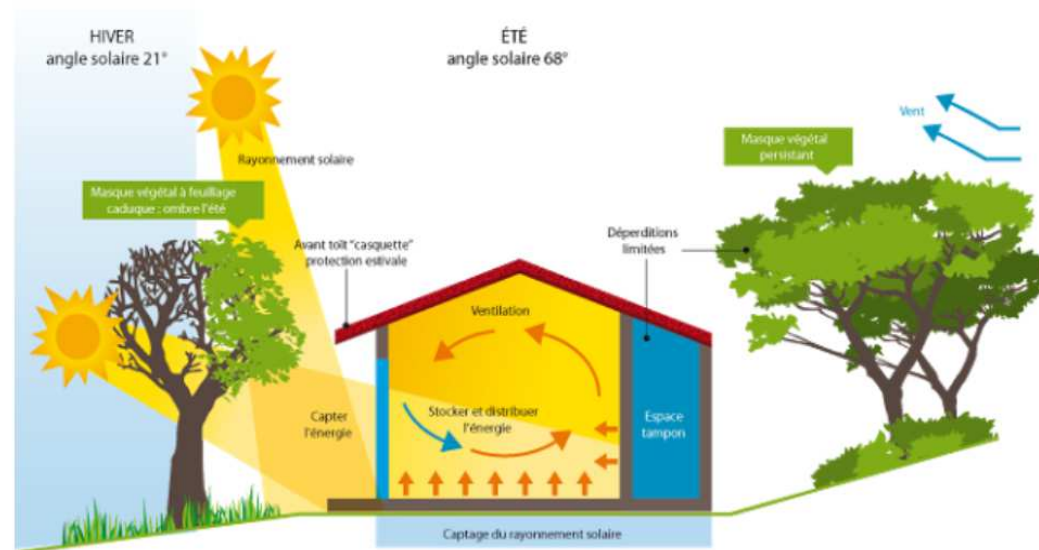 HIVER
angle solaire 21°
ÉTÉ
angle solaire 68°
Vent
Masque végétal
persistant
Rayonnement solaire
Masque végétal à feuillage
caduque : ombre l'été
Avant toît "casquette"
protection estivale
Déperditions
limitées
Ventilation
Capter
l'énergie
Stocker et distribuer
l'énergie
Espace
tampon
Captage du rayonnement solaire